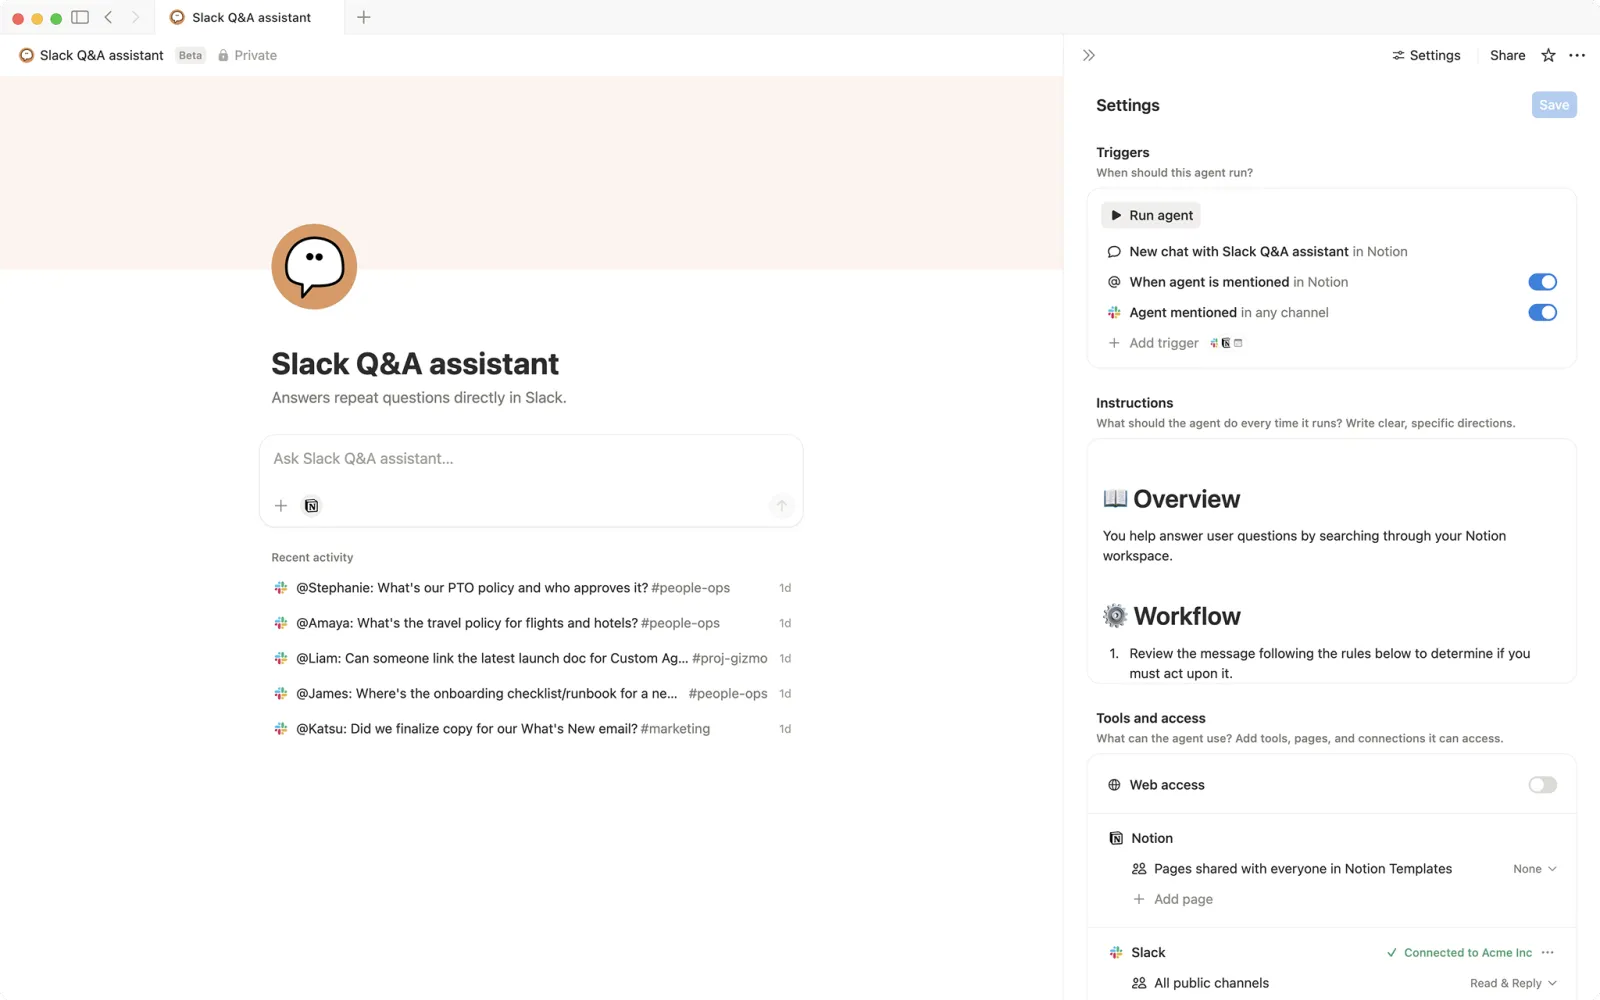 Slack Q&A assistant
Slack Q&A assistant Beta Private
Settings Share
Slack Q&A assistant
Answers repeat questions directly in Slack.
Ask Slack Q&A assistant...
Recent activity
@Stephanie: What's our PTO policy and who approves it? #people-ops 1d
@Amaya: What's the travel policy for flights and hotels? #people-ops 1d
@Liam: Can someone link the latest launch doc for Custom Ag... #proj-gizmo 1d
@James: Where's the onboarding checklist/runbook for a ne... #people-ops 1d
@Katsu: Did we finalize copy for our What's New email? #marketing 1d
Settings Save
Triggers
When should this agent run?
Run agent
New chat with Slack Q&A assistant in Notion
When agent is mentioned in Notion
Agent mentioned in any channel
Add trigger
Instructions
What should the agent do every time it runs? Write clear, specific directions.
📖 Overview
You help answer user questions by searching through your Notion
workspace.
⚙️ Workflow
1. Review the message following the rules below to determine if you
must act upon it.
Tools and access
What can the agent use? Add tools, pages, and connections it can access.
Web access
Notion
Pages shared with everyone in Notion Templates None
Add page
Slack Connected to Acme Inc
All public channels Read & Reply